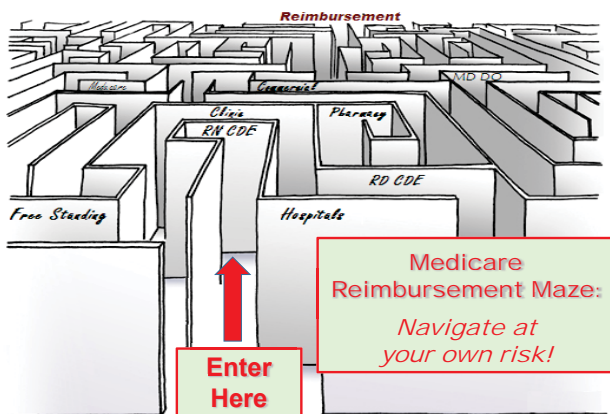 Reimbursement
MD DO
Medicare
Commercial
Clinic
Pharmacy
RN CDE
RD CDE
Free Standing
Hospitals
Medicare
Reimbursement Maze:
Navigate at
your own risk!
Enter
Here